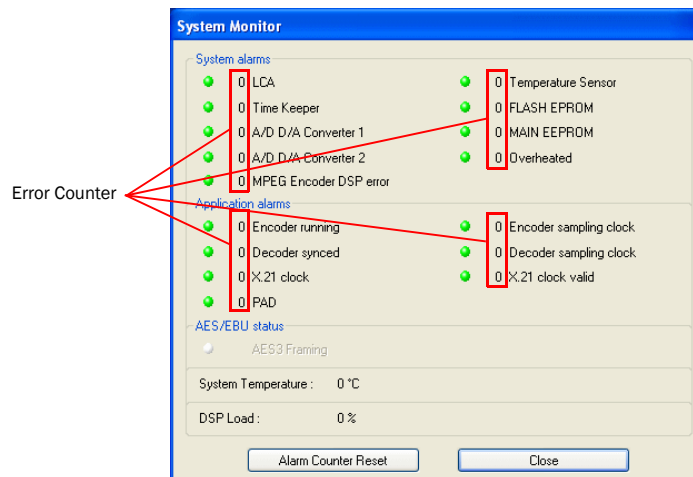 System Monitor
System alarms
0 LCA
0 Temperature Sensor
0 Time Keeper
0 FLASH EPROM
0 A/D D/A Converter 1
0 MAIN EEPROM
0 A/D D/A Converter 2
0 Overheated
0 MPEG Encoder DSP error
Error Counter
Application alarms
0 Encoder running
0 Encoder sampling clock
0 Decoder synced
0 Decoder sampling clock
0 X.21 clock
0 X.21 clock valid
0 PAD
AES/EBU status
AES3 Framing
System Temperature : 0 °C
DSP Load : 0 %
Alarm Counter Reset
Close